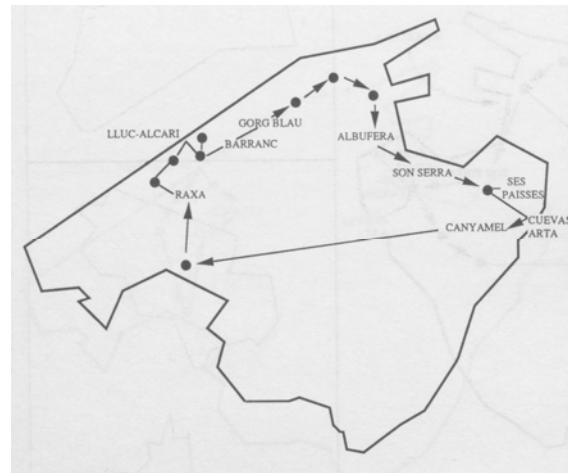 LLUC-ALCARI
GORG BLAU
BARRANC
ALBUFERA
SON SERRA
SES
PAISSES
RAXA
CANYAMEL
CUEVAS
ARTA